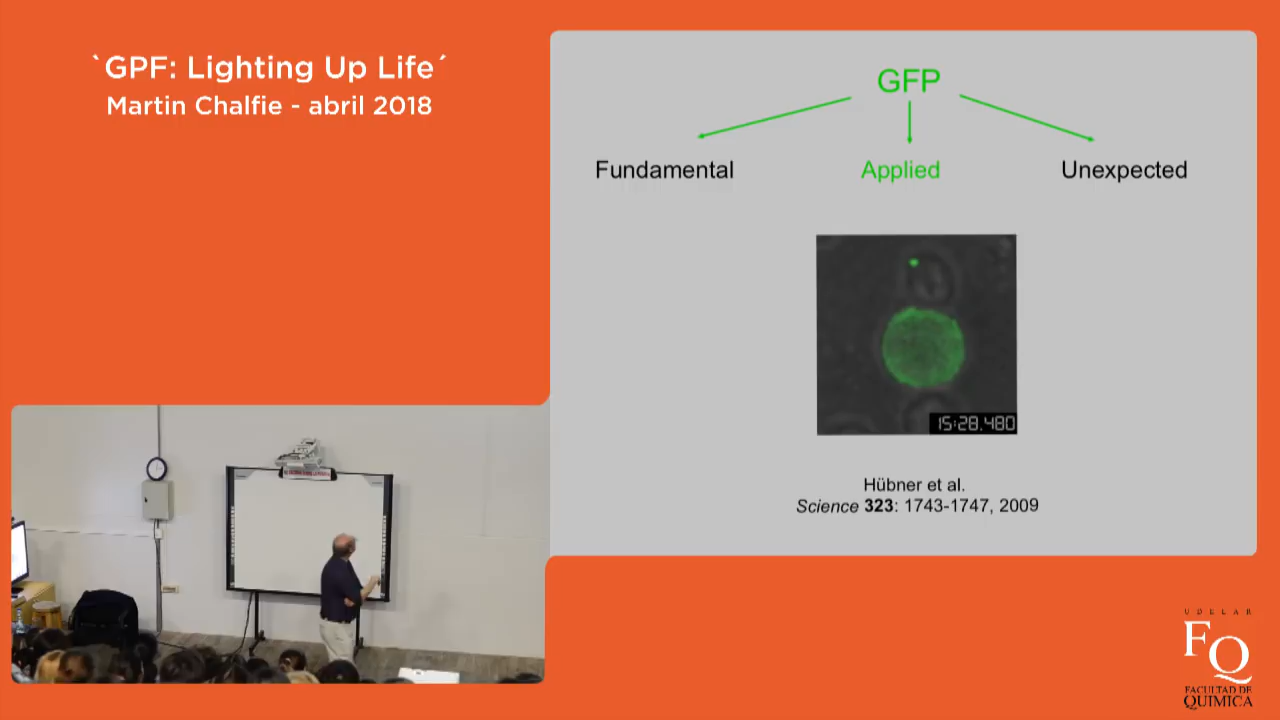 `GPF: Lighting Up Life´
Martin Chalfie - abril 2018
GFP
Fundamental
Applied
Unexpected
15:28.480
Hübner et al.
Science 323: 1743-1747, 2009
UDELAR
FQ
FACULTAD DE
QUIMICA